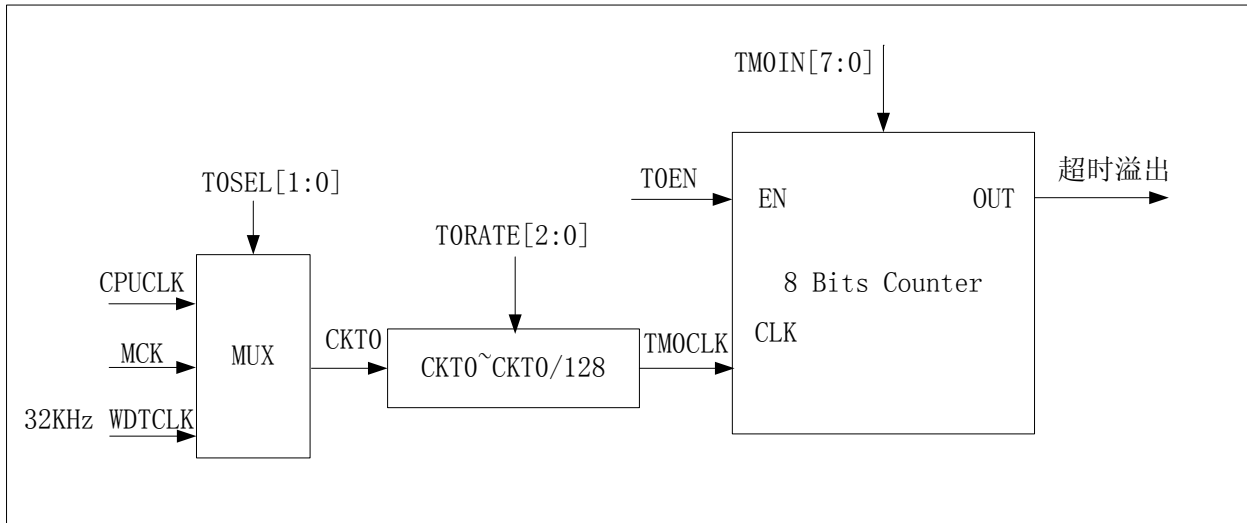 TM0IN[7:0]
T0SEL[1:0]
T0EN
EN
OUT
超时溢出
T0RATE[2:0]
8 Bits Counter
CPUCLK
MCK
MUX
CKT0
CKT0~CKT0/128
TM0CLK
CLK
32KHz WDTCLK